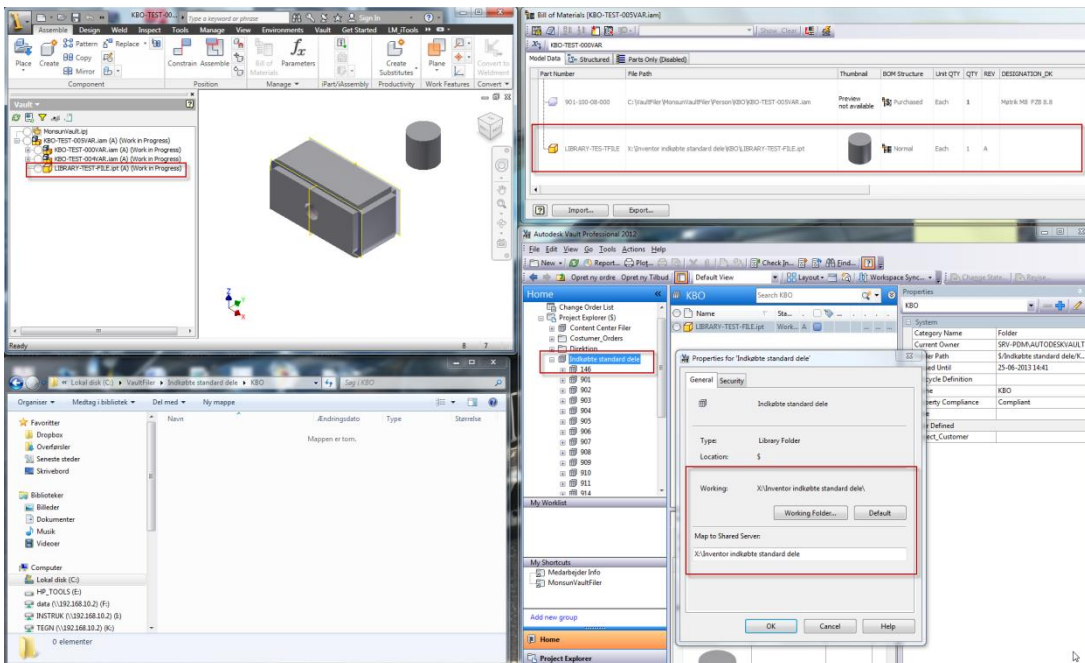 KBO-TEST-00...
Type a keyword or phrase
Sign In
Assemble Design Weld Inspect Tools Manage View Environments Vault Get Started LM_iTools
Place
Create
Pattern
Copy
Mirror
Replace
Constrain
Assemble
Bill of Materials
Parameters
Create Substitutes
Plane
Convert to Weldment
Component
Position
Manage
iPart/iAssembly
Productivity
Work Features
Convert
Vault
MonsunVault.ipj
KBO-TEST-005VAR.iam (A) (Work in Progress)
KBO-TEST-000VAR.iam (A) (Work in Progress)
KBO-TEST-004VAR.iam (A) (Work in Progress)
LIBRARY-TEST-FILE.ipt (A) (Work in Progress)
Z
Y
X
Ready
8 7
Bill of Materials [KBO-TEST-005VAR.iam]
Show Clear
KBO-TEST-000VAR
Model Data Structured Parts Only (Disabled)
Part Number File Path Thumbnail BOM Structure Unit QTY QTY REV DESIGNATION_DK
901-100-08-000 C:\VaultFiler\MonsunVaultFiler\Person\KBO\KBO-TEST-005VAR.iam Preview not available Purchased Each 1 Møtrik M8 FZB 8.8
LIBRARY-TES-TFILE X:\Inventor indkøbte standard dele\KBO\LIBRARY-TEST-FILE.ipt Normal Each 1 A
Import... Export...
Autodesk Vault Professional 2012
File Edit View Go Tools Actions Help
New Report... Plot... Check In... Find...
Opret ny ordre Opret ny Tilbud Default View Layout Workspace Sync... Change State... Revise...
Home
Change Order List
Project Explorer ($)
Content Center Filer
Costumer_Orders
Direktion
Indkøbte standard dele
146
901
902
903
904
905
906
907
908
909
910
911
914
My Worklist
My Shortcuts
Medarbejder Info
MonsunVaultFiler
Add new group
Home
Project Explorer
KBO
Search KBO
Name Sta...
LIBRARY-TEST-FILE.ipt Work... A
Properties
KBO
System
Category Name Folder
Current Owner SRV-PDM\AUTODESKVAULT
Path $/Indkøbte standard dele/K...
Until 25-06-2013 14:41
cycle Definition
KBO
Compliance Compliant
Defined
Customer
Properties for 'Indkøbte standard dele'
General Security
Indkøbte standard dele
Type: Library Folder
Location: $
Working: X:\Inventor indkøbte standard dele\
Working Folder... Default
Map to Shared Server:
X:\Inventor indkøbte standard dele
OK Cancel Help
Lokal disk (C:) VaultFiler Indkøbte standard dele KBO
Søg i KBO
Organiser Medtag i bibliotek Del med Ny mappe
Navn Ændringsdato Type Størrelse
Mappen er tom.
Favoritter
Dropbox
Overførsler
Seneste steder
Skrivebord
Biblioteker
Billeder
Dokumenter
Musik
Videoer
Computer
Lokal disk (C:)
HP_TOOLS (E:)
data (\\192.168.10.2) (F:)
INSTRUK (\\192.168.10.2) (I:)
TEGN (\\192.168.10.2) (K:)
0 elementer